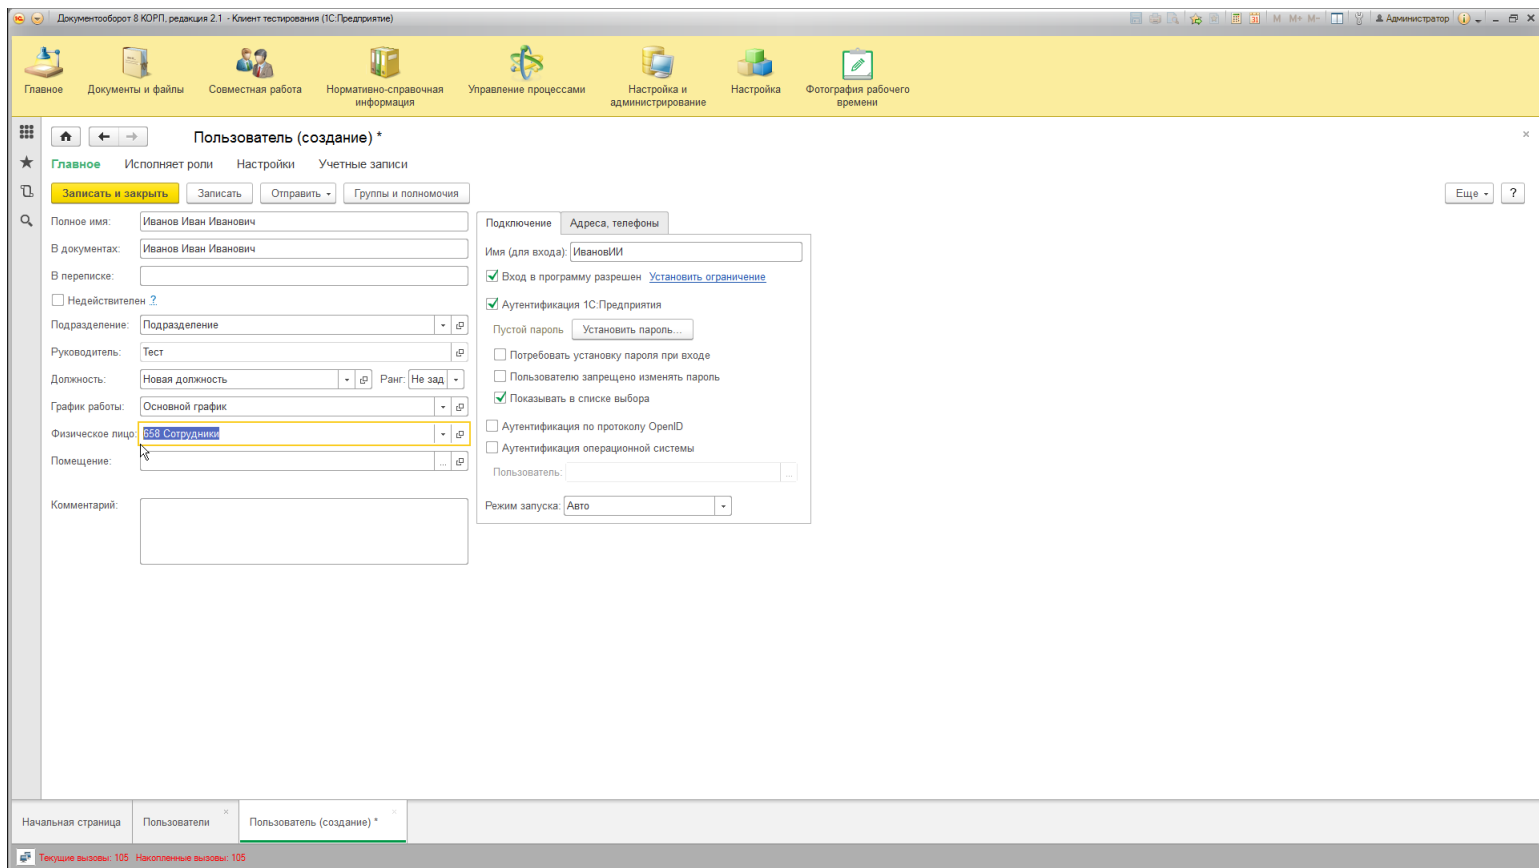 Документооборот 8 КОРП, редакция 2.1 - Клиент тестирования (1С:Предприятие)
M M+ M- Администратор
Главное Документы и файлы Совместная работа Нормативно-справочная информация Управление процессами Настройка и администрирование Настройка Фотография рабочего времени
Пользователь (создание) *
Главное Исполняет роли Настройки Учетные записи
Записать и закрыть Записать Отправить Группы и полномочия Еще ?
Полное имя: Иванов Иван Иванович
В документах: Иванов Иван Иванович
В переписке:
Недействителен ?
Подразделение: Подразделение
Руководитель: Тест
Должность: Новая должность Ранг: Не зад
График работы: Основной график
Физическое лицо: 658 Сотрудники
Помещение: ...
Комментарий:
Подключение Адреса, телефоны
Имя (для входа): ИвановИИ
Вход в программу разрешен Установить ограничение
Аутентификация 1С:Предприятия
Пустой пароль Установить пароль...
Потребовать установку пароля при входе
Пользователю запрещено изменять пароль
Показывать в списке выбора
Аутентификация по протоколу OpenID
Аутентификация операционной системы
Пользователь: ...
Режим запуска: Авто
Начальная страница Пользователи Пользователь (создание) *
Текущие вызовы: 105 Накопленные вызовы: 105